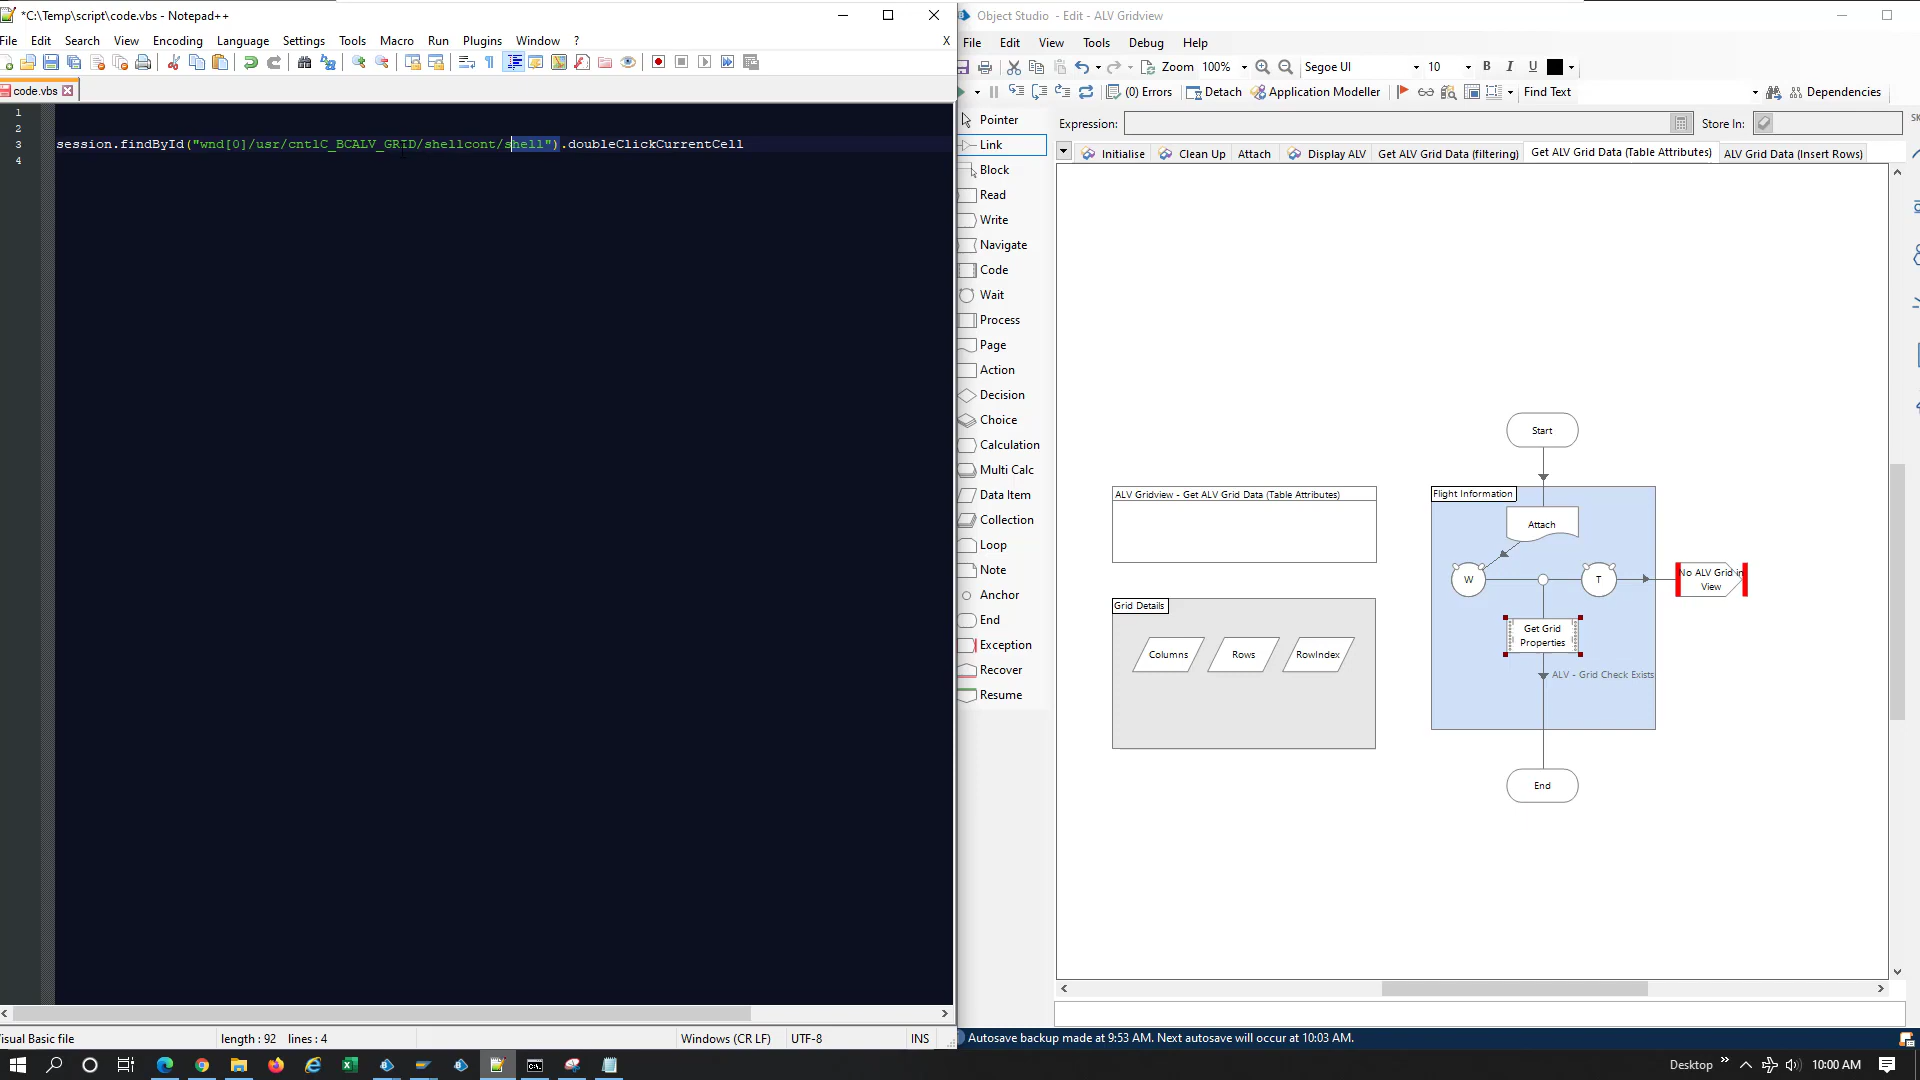 *C:\Temp\script\code.vbs - Notepad++
File Edit Search View Encoding Language Settings Tools Macro Run Plugins Window ? X
code.vbs
1
2
3 session.findById("wnd[0]/usr/cntlC_BCALV_GRID/shellcont/shell").doubleClickCurrentCell
4
Visual Basic file length : 92 lines : 4 Windows (CR LF) UTF-8 INS
Object Studio - Edit - ALV Gridview
File Edit View Tools Debug Help
Zoom 100% Segoe UI 10 B I U
(0) Errors Detach Application Modeller Find Text Dependencies
Expression: Store In:
Initialise Clean Up Attach Display ALV Get ALV Grid Data (filtering) Get ALV Grid Data (Table Attributes) ALV Grid Data (Insert Rows)
Pointer
Link
Block
Read
Write
Navigate
Code
Wait
Process
Page
Action
Decision
Choice
Calculation
Multi Calc
Data Item
Collection
Loop
Note
Anchor
End
Exception
Recover
Resume
ALV Gridview - Get ALV Grid Data (Table Attributes)
Grid Details
Columns Rows RowIndex
Start
Flight Information
Attach
W T
No ALV Grid in
View
Get Grid
Properties
ALV - Grid Check Exists
End
Autosave backup made at 9:53 AM. Next autosave will occur at 10:03 AM.
Desktop 10:00 AM